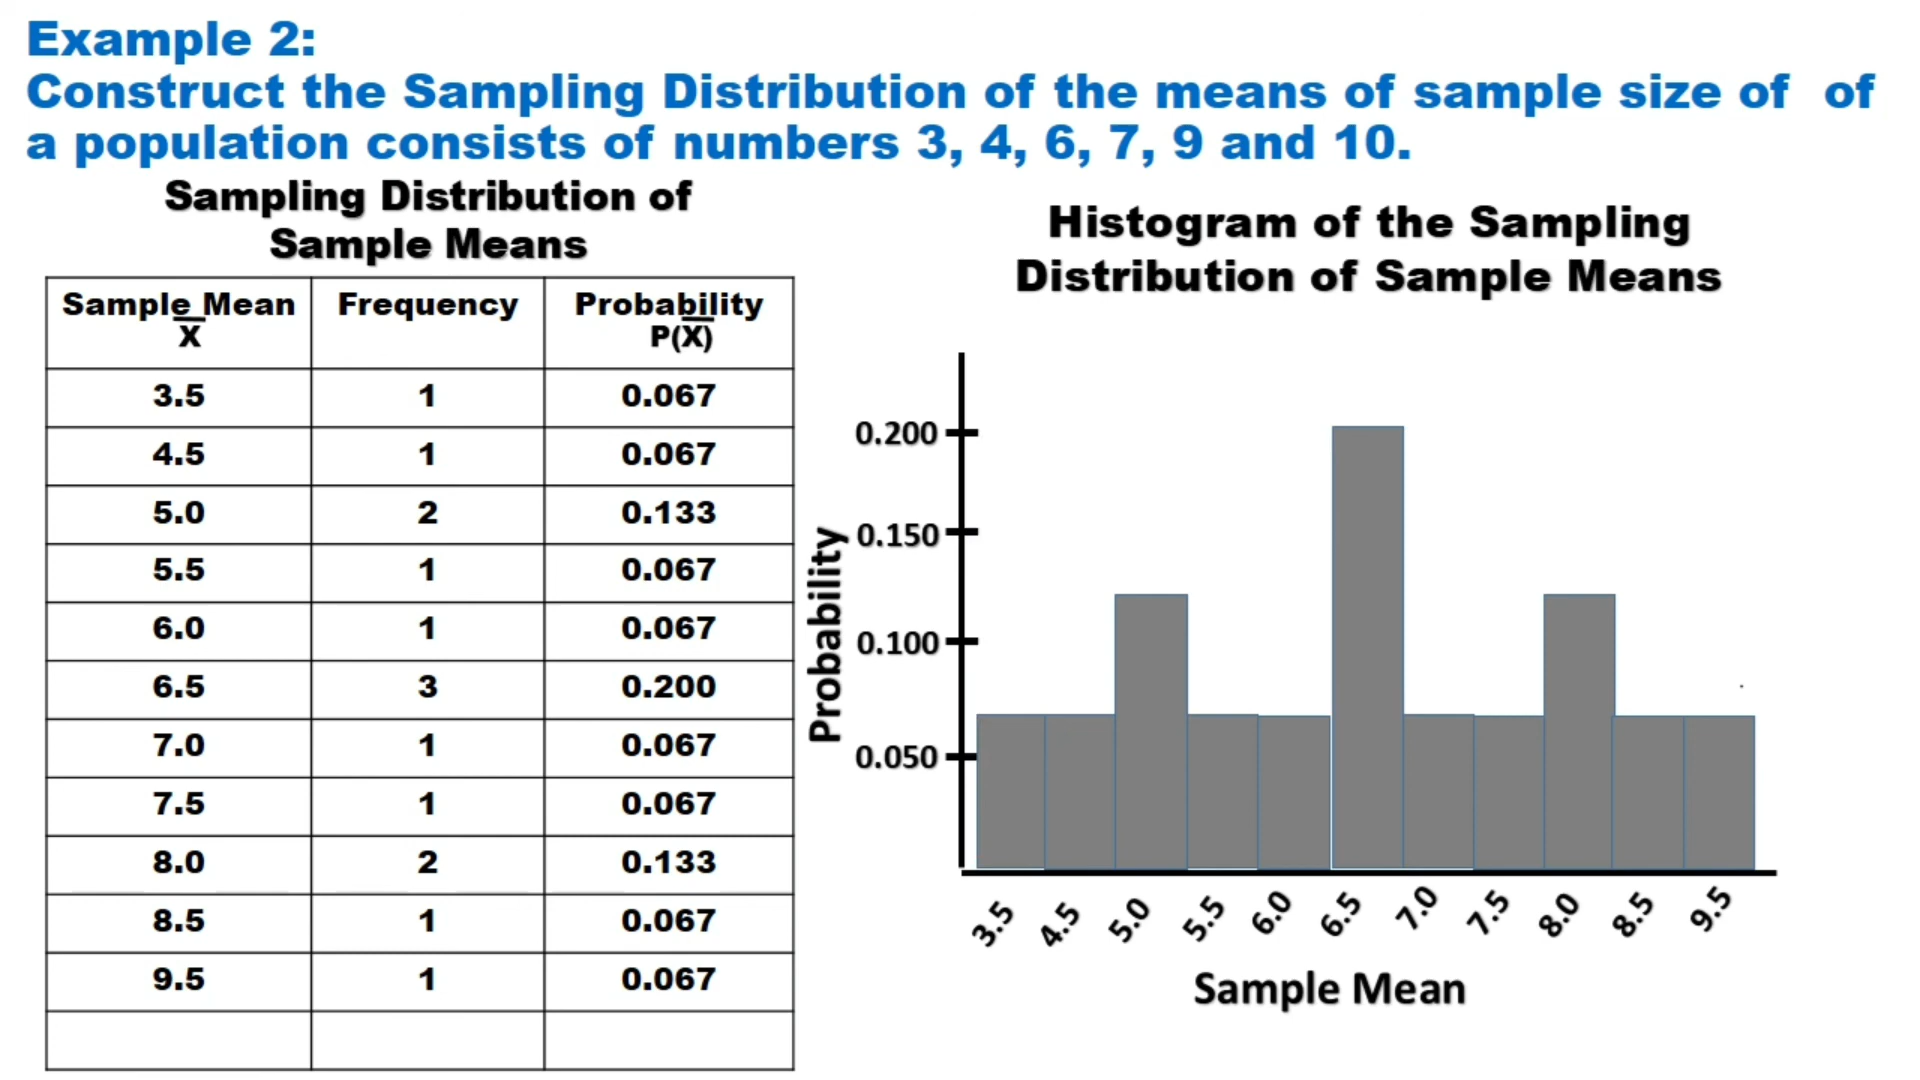 Example 2:
Construct the Sampling Distribution of the means of sample size of of
a population consists of numbers 3, 4, 6, 7, 9 and 10.
Sampling Distribution of
Sample Means
Sample Mean Frequency Probability
X̅ P(X̅)
3.5 1 0.067
4.5 1 0.067
5.0 2 0.133
5.5 1 0.067
6.0 1 0.067
6.5 3 0.200
7.0 1 0.067
7.5 1 0.067
8.0 2 0.133
8.5 1 0.067
9.5 1 0.067
Histogram of the Sampling
Distribution of Sample Means
Probability
0.200
0.150
0.100
0.050
3.5 4.5 5.0 5.5 6.0 6.5 7.0 7.5 8.0 8.5 9.5
Sample Mean